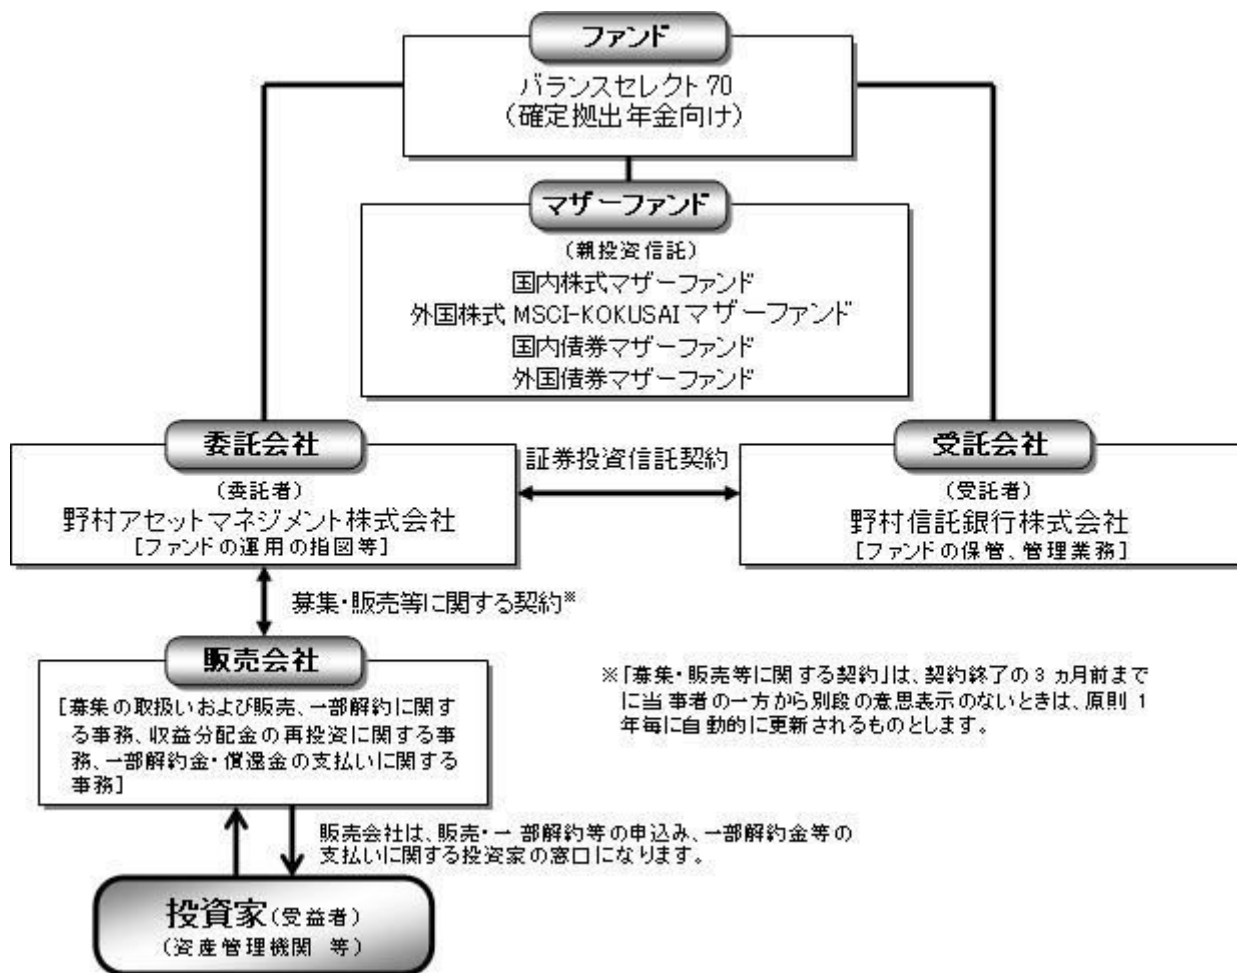 ファンド
バランスセレクト 70
（確定拠出年金向け）
マザーファンド
（親投資信託）
国内株式マザーファンド
外国株式 MSCI-KOKUSAI マザーファンド
国内債券マザーファンド
外国債券マザーファンド
委託会社
（委託者）
野村アセットマネジメント株式会社
[ファンドの運用の指図等]
証券投資信託契約
受託会社
（受託者）
野村信託銀行株式会社
[ファンドの保管、管理業務]
募集・販売等に関する契約※
販売会社
[募集の取扱いおよび販売、一部解約に関す
る事務、収益分配金の再投資に関する事
務、一部解約金・償還金の支払いに関する
事務]
※「募集・販売等に関する契約」は、契約終了の 3 ヵ月前まで
に当事者の一方から別段の意思表示のないときは、原則 1
年毎に自動的に更新されるものとします。
販売会社は、販売・一部解約等の申込み、一部解約金等の
支払いに関する投資家の窓口になります。
投資家（受益者）
（資産管理機関 等）